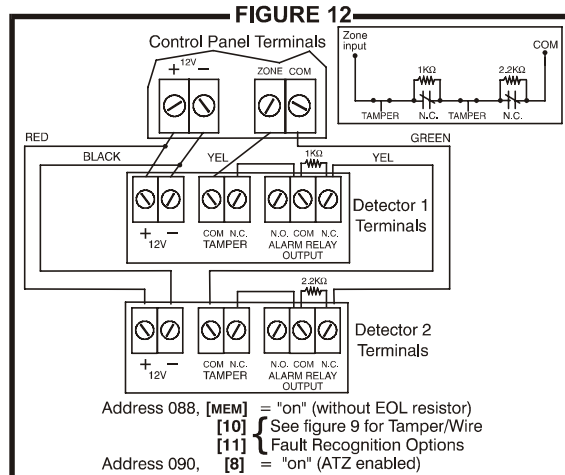 FIGURE 12
Control Panel Terminals
+ 12V −
ZONE COM
Zone
input
COM
1KΩ
2.2KΩ
TAMPER N.C. TAMPER N.C.
RED
BLACK
YEL
1KΩ
YEL
GREEN
Detector 1
Terminals
+ 12V −
COM N.C.
TAMPER
N.O. COM N.C.
ALARM RELAY
OUTPUT
2.2KΩ
Detector 2
Terminals
+ 12V −
COM N.C.
TAMPER
N.O. COM N.C.
ALARM RELAY
OUTPUT
Address 088, [MEM] = "on" (without EOL resistor)
[10] { See figure 9 for Tamper/Wire
[11] Fault Recognition Options
Address 090, [8] = "on" (ATZ enabled)